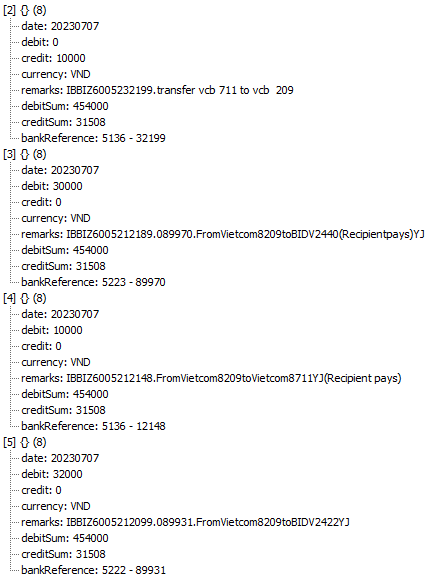 [2] {} (8)
date: 20230707
debit: 0
credit: 10000
currency: VND
remarks: IBBIZ6005232199.transfer vcb 711 to vcb  209
debitSum: 454000
creditSum: 31508
bankReference: 5136 - 32199
[3] {} (8)
date: 20230707
debit: 30000
credit: 0
currency: VND
remarks: IBBIZ6005212189.089970.FromVietcom8209toBIDV2440(Recipientpays)YJ
debitSum: 454000
creditSum: 31508
bankReference: 5223 - 89970
[4] {} (8)
date: 20230707
debit: 10000
credit: 0
currency: VND
remarks: IBBIZ6005212148.FromVietcom8209toVietcom8711YJ(Recipient pays)
debitSum: 454000
creditSum: 31508
bankReference: 5136 - 12148
[5] {} (8)
date: 20230707
debit: 32000
credit: 0
currency: VND
remarks: IBBIZ6005212099.089931.FromVietcom8209toBIDV2422YJ
debitSum: 454000
creditSum: 31508
bankReference: 5222 - 89931